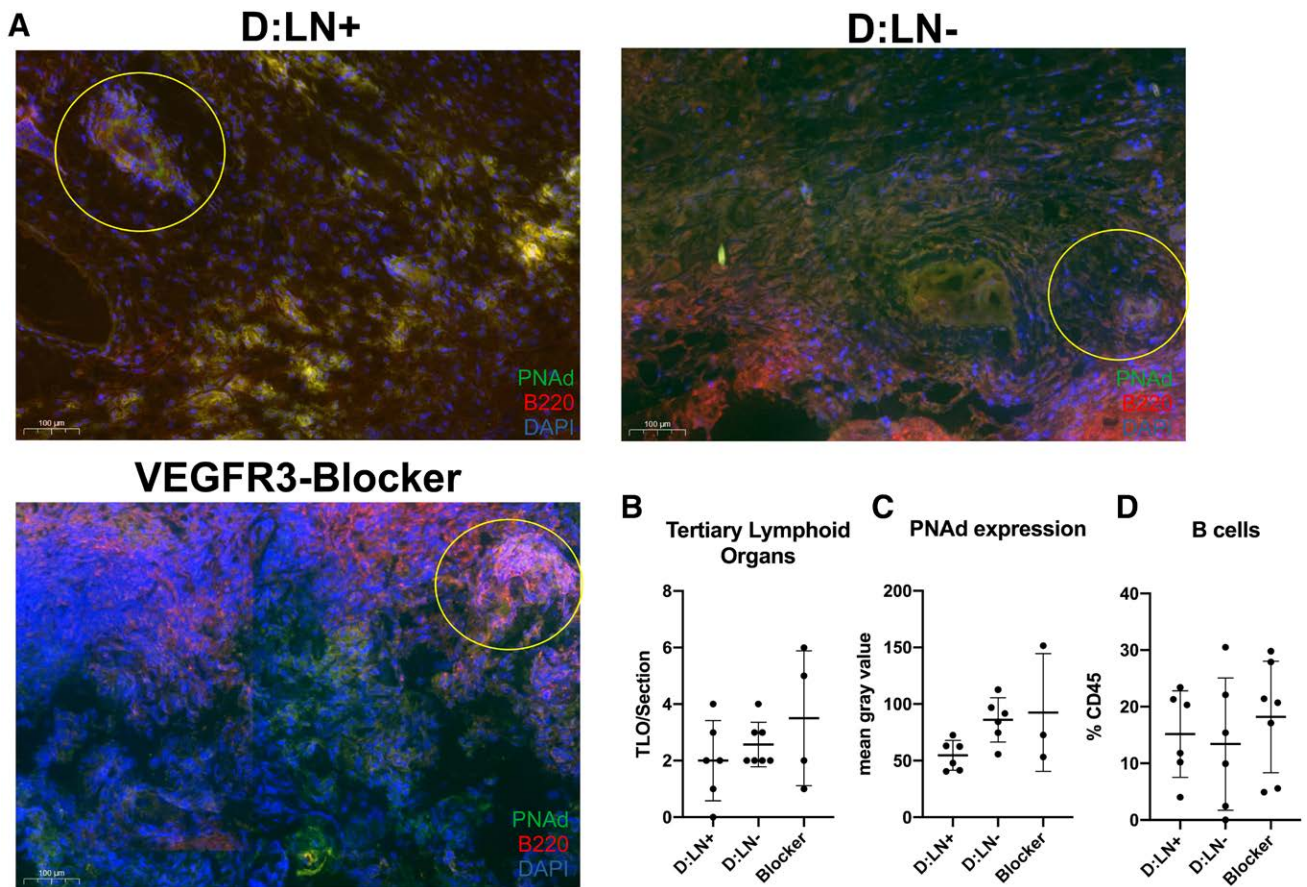 A
D:LN+
D:LN-
PNAd
B220
DAPI
100 µm
PNAd
B220
DAPI
100 µm
VEGFR3-Blocker
PNAd
B220
DAPI
100 µm
B
Tertiary Lymphoid
Organs
TLO/Section
8
6
4
2
0
D:LN+
D:LN-
Blocker
C
PNAd expression
mean gray value
200
150
100
50
0
D:LN+
D:LN-
Blocker
D
B cells
% CD45
40
30
20
10
0
D:LN+
D:LN-
Blocker